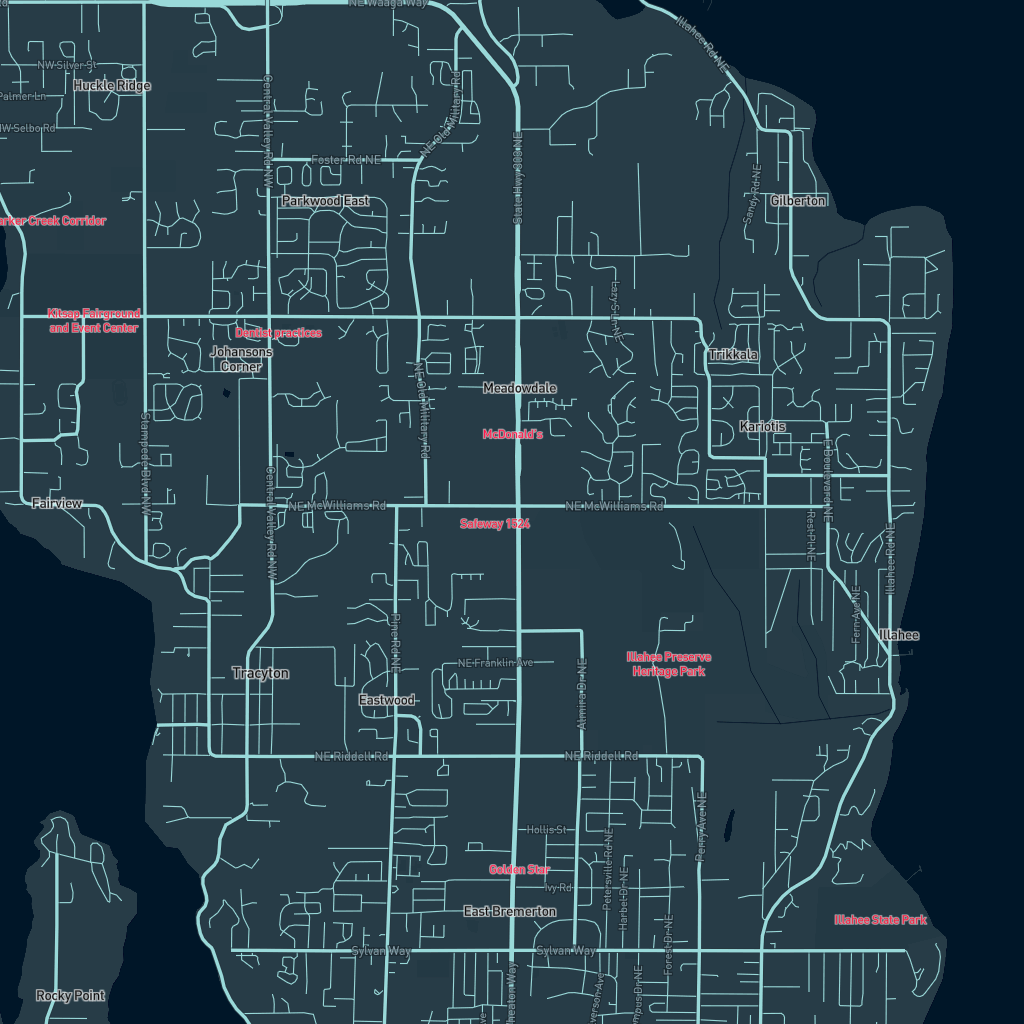 NE Waaga Way
Illahee Rd NE
NW Silver St
Huckle Ridge
Palmer Ln
NW Selbo Rd
Central Valley Rd NW
NE Old Military Rd
State Hwy 303 NE
Foster Rd NE
Parkwood East
Sandy Rd NE
Gilberton
arker Creek Corridor
Kitsap Fairground
and Event Center
Dentist practices
Johansons
Corner
Trikkala
NE Old Military Rd
Meadowdale
McDonald's
Kariotis
Stampede Blvd NW
Central Valley Rd NW
Fairview
NE McWilliams Rd
NE McWilliams Rd
Safeway 1524
E Boulevard NE
Rest Pl NE
Illahee Rd NE
Fern Ave NE
Illahee
Pine Rd NE
NE Franklin Ave
Illahee Preserve
Heritage Park
Tracyton
Eastwood
Almira Dr NE
NE Riddell Rd
NE Riddell Rd
Perry Ave NE
Hollis St
Petersville Rd NE
Harbel Dr NE
Golden Star
Ivy Rd
East Bremerton
Forest Dr NE
Illahee State Park
Sylvan Way
Sylvan Way
Rocky Point
heaton Way